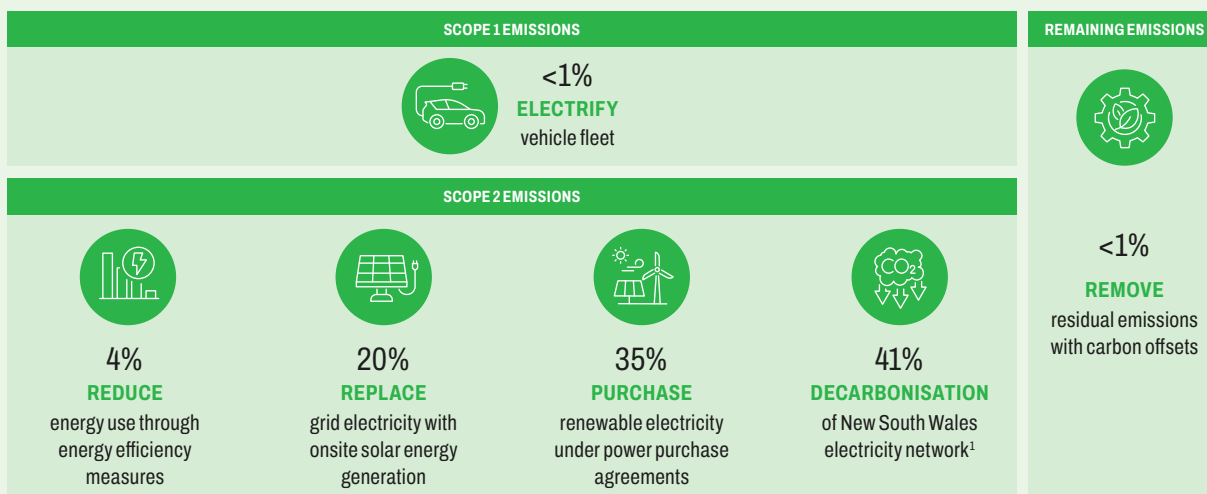 SCOPE 1 EMISSIONS
<1%
ELECTRIFY
vehicle fleet
SCOPE 2 EMISSIONS
4%
REDUCE
energy use through
energy efficiency
measures
20%
REPLACE
grid electricity with
onsite solar energy
generation
35%
PURCHASE
renewable electricity
under power purchase
agreements
CO₂
41%
DECARBONISATION
of New South Wales
electricity network¹
REMAINING EMISSIONS
<1%
REMOVE
residual emissions
with carbon offsets